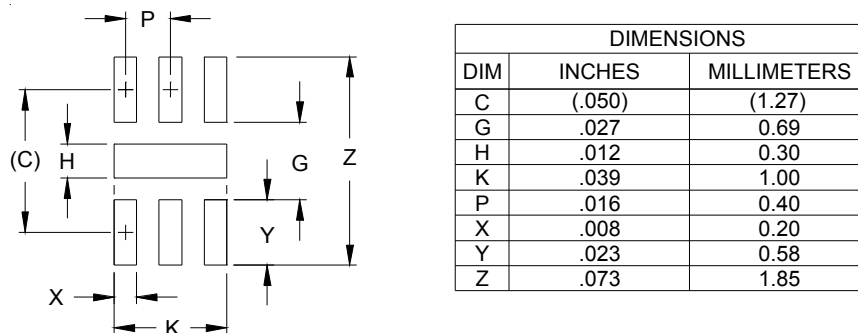 P
(C)
H
G
Z
Y
X
K
DIMENSIONS
DIM INCHES MILLIMETERS
C (.050) (1.27)
G .027 0.69
H .012 0.30
K .039 1.00
P .016 0.40
X .008 0.20
Y .023 0.58
Z .073 1.85